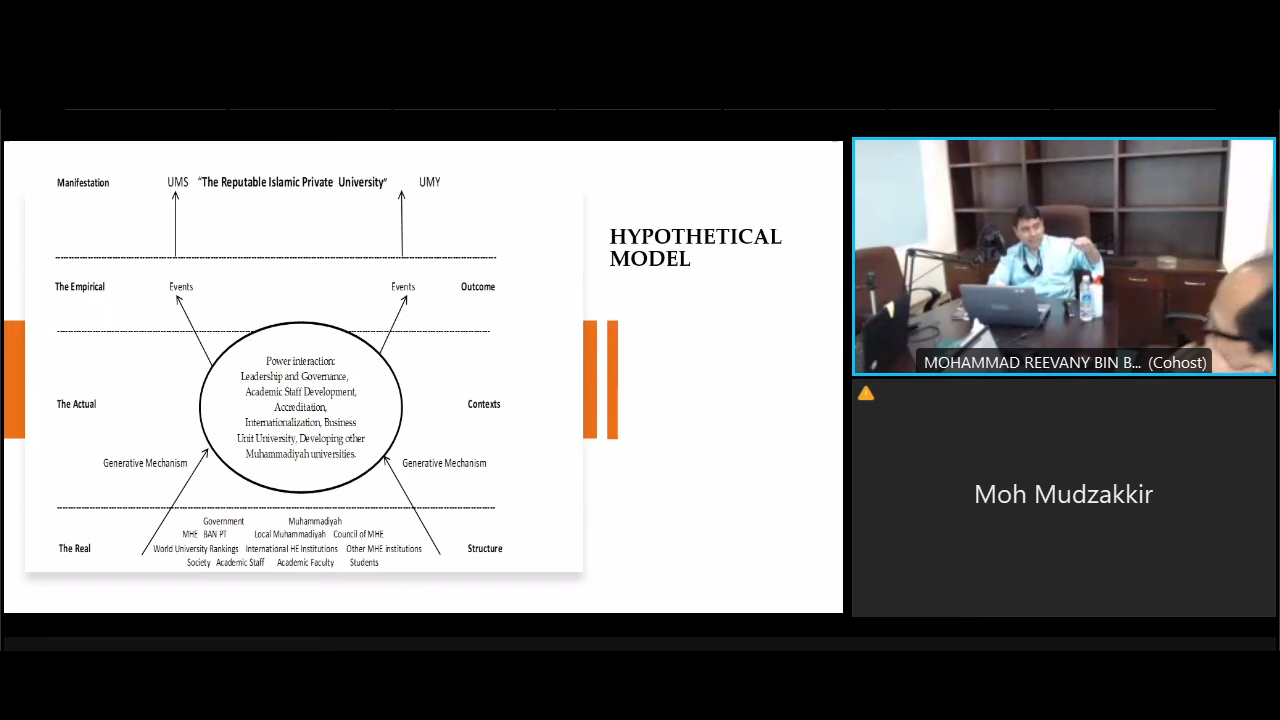 Manifestation UMS "The Reputable Islamic Private University" UMY
HYPOTHETICAL
MODEL
The Empirical Events Events Outcome
Power interaction:
Leadership and Governance,
Academic Staff Development,
The Actual Accreditation, Contexts
Internationalization, Business
Unit University, Developing other
Muhammadiyah universities.
Generative Mechanism Generative Mechanism
Government Muhammadiyah
MHE BAN PT Local Muhammadiyah Council of MHE
The Real World University Rankings International HE Institutions Other MHE institutions Structure
Society Academic Staff Academic Faculty Students
MOHAMMAD REEVANY BIN B... (Cohost)
Moh Mudzakkir